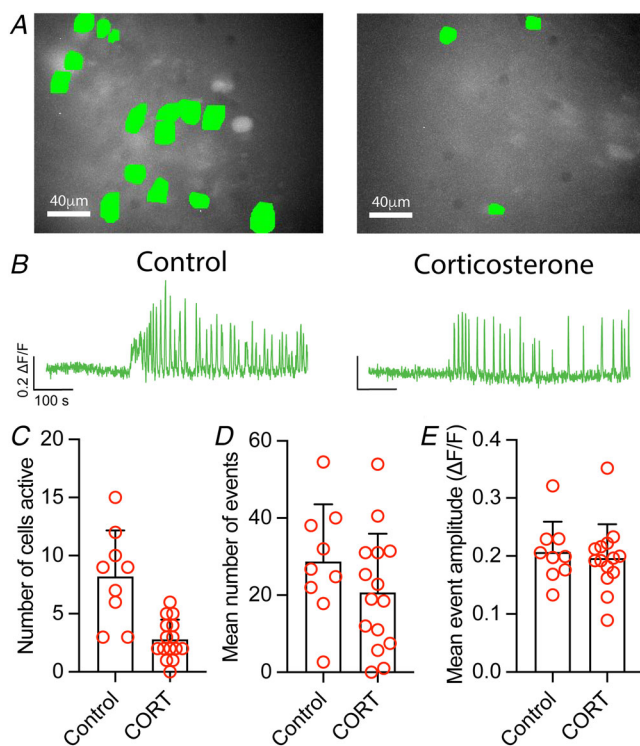 A
40μm
40μm
B
Control
Corticosterone
0.2 ΔF/F
100 s
C
D
E
Number of cells active
20
15
10
5
0
Control
CORT
Mean number of events
60
40
20
0
Control
CORT
Mean event amplitude (ΔF/F)
0.4
0.3
0.2
0.1
0.0
Control
CORT